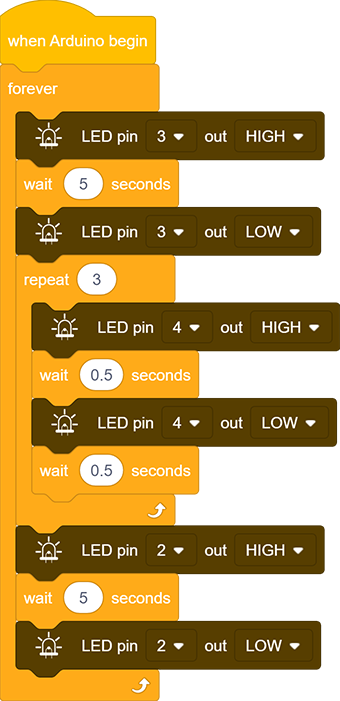 when Arduino begin
forever
LED pin 3 out HIGH
wait 5 seconds
LED pin 3 out LOW
repeat 3
LED pin 4 out HIGH
wait 0.5 seconds
LED pin 4 out LOW
wait 0.5 seconds
LED pin 2 out HIGH
wait 5 seconds
LED pin 2 out LOW